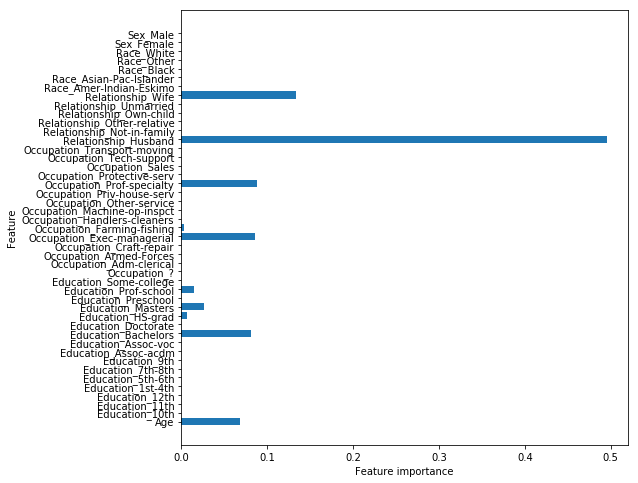 Sex_Male
Sex_Female
Race_White
Race_Other
Race_Black
Race_Asian-Pac-Islander
Race_Amer-Indian-Eskimo
Relationship_Wife
Relationship_Unmarried
Relationship_Own-child
Relationship_Other-relative
Relationship_Not-in-family
Relationship_Husband
Occupation_Transport-moving
Occupation_Tech-support
Occupation_Sales
Occupation_Protective-serv
Occupation_Prof-specialty
Occupation_Priv-house-serv
Occupation_Other-service
Occupation_Machine-op-inspct
Occupation_Handlers-cleaners
Occupation_Farming-fishing
Occupation_Exec-managerial
Occupation_Craft-repair
Occupation_Armed-Forces
Occupation_Adm-clerical
Occupation_?
Education_Some-college
Education_Prof-school
Education_Preschool
Education_Masters
Education_HS-grad
Education_Doctorate
Education_Bachelors
Education_Assoc-voc
Education_Assoc-acdm
Education_9th
Education_7th-8th
Education_5th-6th
Education_1st-4th
Education_12th
Education_11th
Education_10th
Age
Feature
0.0 0.1 0.2 0.3 0.4 0.5
Feature importance